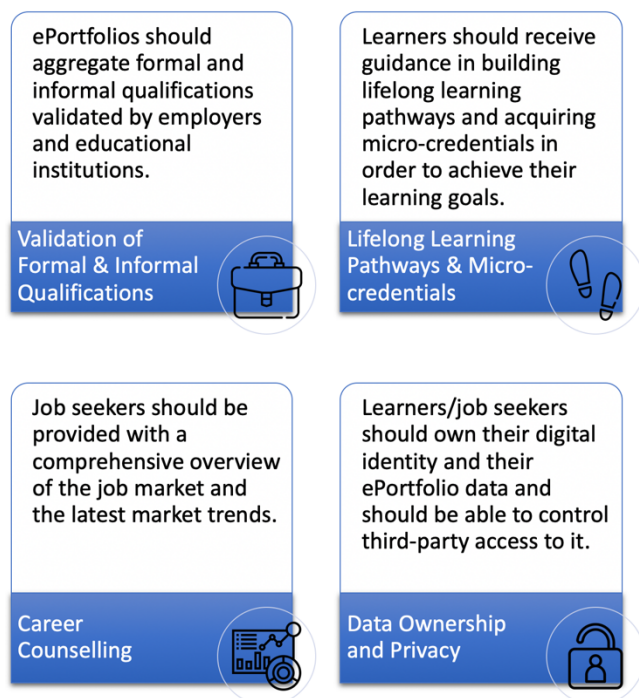 ePortfolios should
aggregate formal and
informal qualifications
validated by employers
and educational
institutions.
Validation of
Formal & Informal
Qualifications
Learners should receive
guidance in building
lifelong learning
pathways and acquiring
micro-credentials in
order to achieve their
learning goals.
Lifelong Learning
Pathways & Micro-
credentials
Job seekers should be
provided with a
comprehensive overview
of the job market and
the latest market trends.
Career
Counselling
Learners/job seekers
should own their digital
identity and their
ePortfolio data and
should be able to control
third-party access to it.
Data Ownership
and Privacy